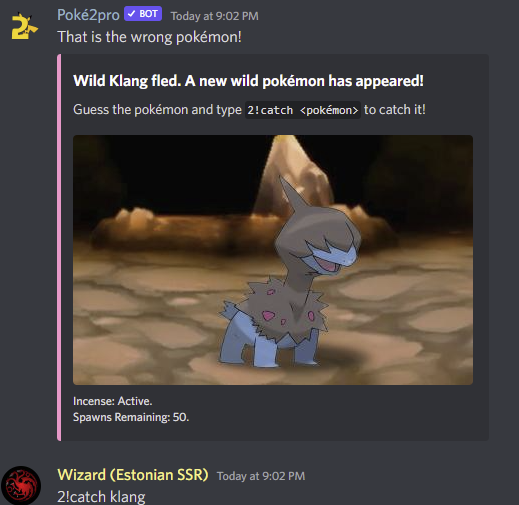 Poké2pro ✓ BOT Today at 9:02 PM
That is the wrong pokémon!
Wild Klang fled. A new wild pokémon has appeared!
Guess the pokémon and type 2!catch <pokémon> to catch it!
Incense: Active.
Spawns Remaining: 50.
Wizard (Estonian SSR) Today at 9:02 PM
2!catch klang